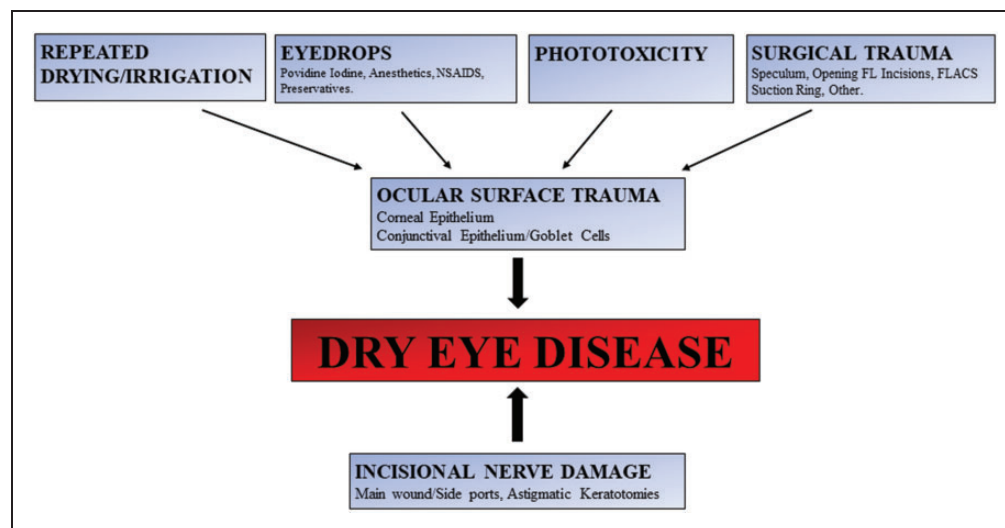 REPEATED
DRYING/IRRIGATION
EYEDROPS
Povidine Iodine, Anesthetics, NSAIDS,
Preservatives.
PHOTOTOXICITY
SURGICAL TRAUMA
Speculum, Opening FL Incisions, FLACS
Suction Ring, Other.
OCULAR SURFACE TRAUMA
Corneal Epithelium
Conjunctival Epithelium/Goblet Cells
DRY EYE DISEASE
INCISIONAL NERVE DAMAGE
Main wound/Side ports, Astigmatic Keratotomies